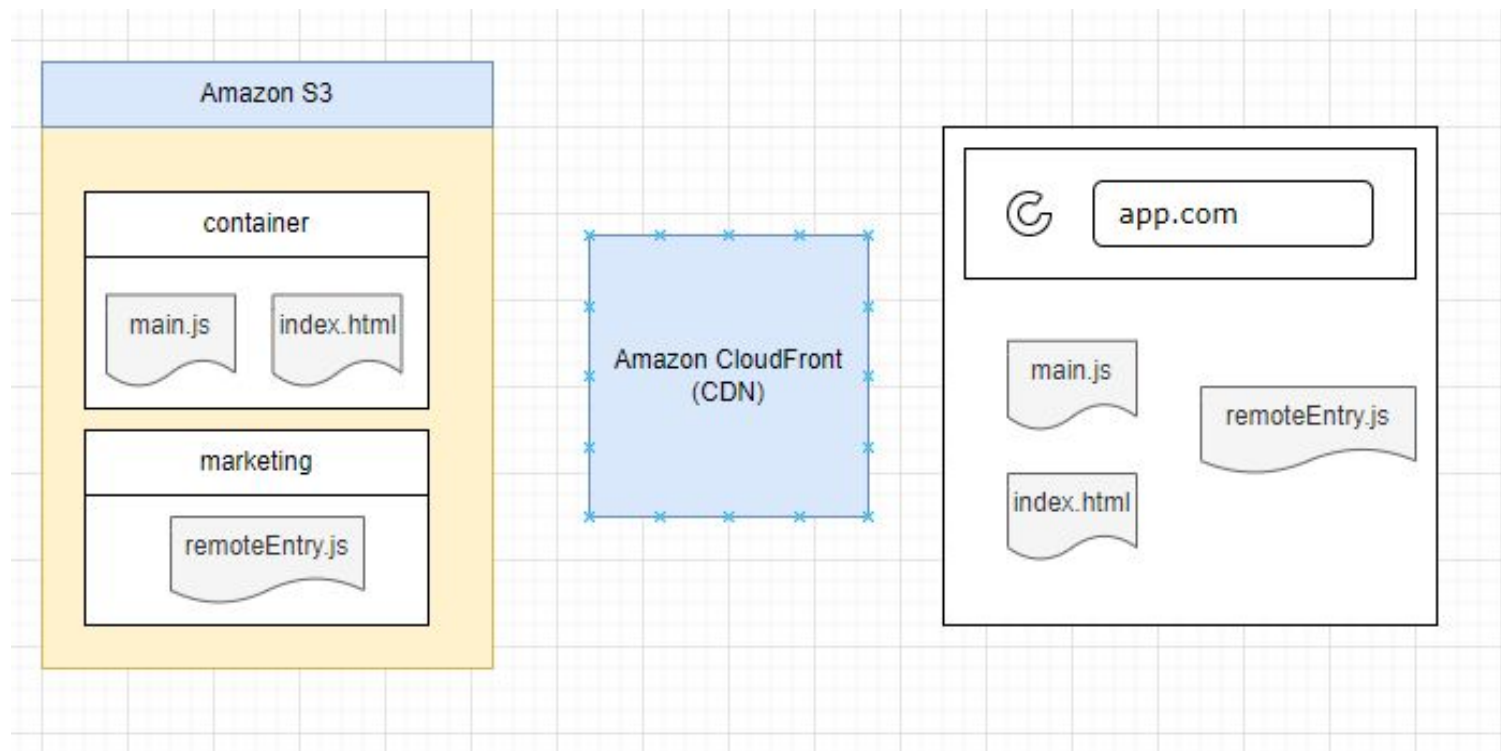 Amazon S3
container
main.js
index.html
marketing
remoteEntry.js
Amazon CloudFront
(CDN)
app.com
main.js
remoteEntry.js
index.html